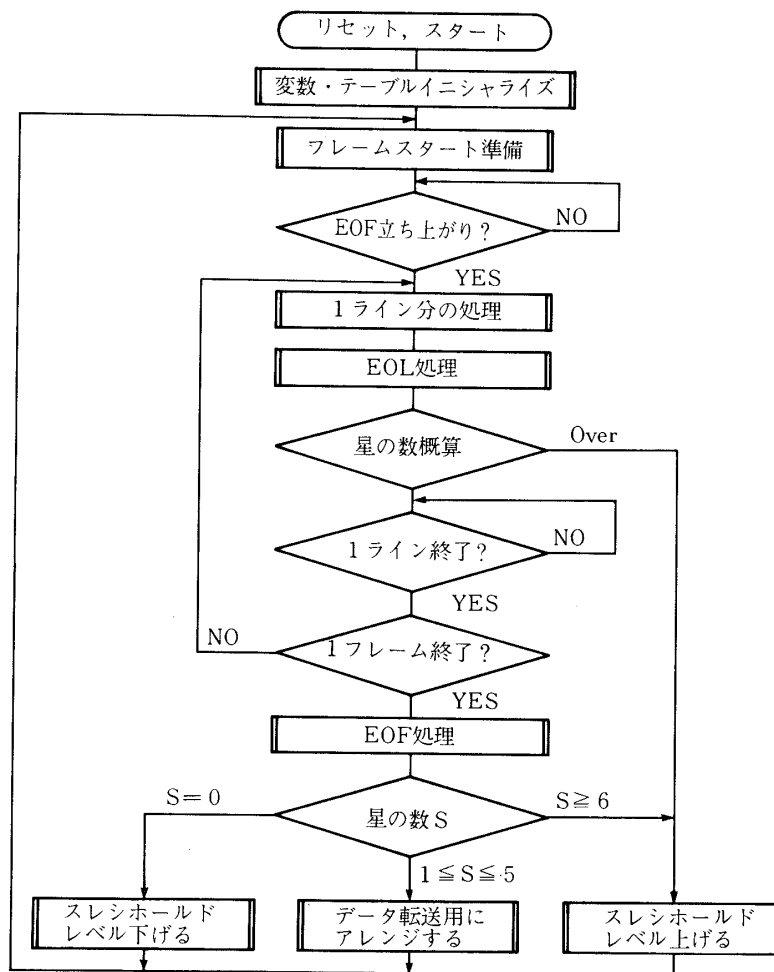 リセット，スタート
変数・テーブルイニシャライズ
フレームスタート準備
EOF立ち上がり？
NO
YES
1ライン分の処理
EOL処理
星の数概算
Over
1ライン終了？
NO
YES
1フレーム終了？
NO
YES
EOF処理
星の数S
S＝0
S≧6
1≦S≦5
スレシホールド
レベル下げる
データ転送用に
アレンジする
スレシホールド
レベル上げる